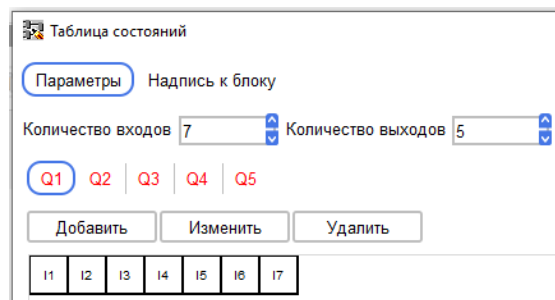 Таблица состояний
Параметры Надпись к блоку
Количество входов 7 Количество выходов 5
Q1 Q2 Q3 Q4 Q5
Добавить Изменить Удалить
I1 I2 I3 I4 I5 I6 I7